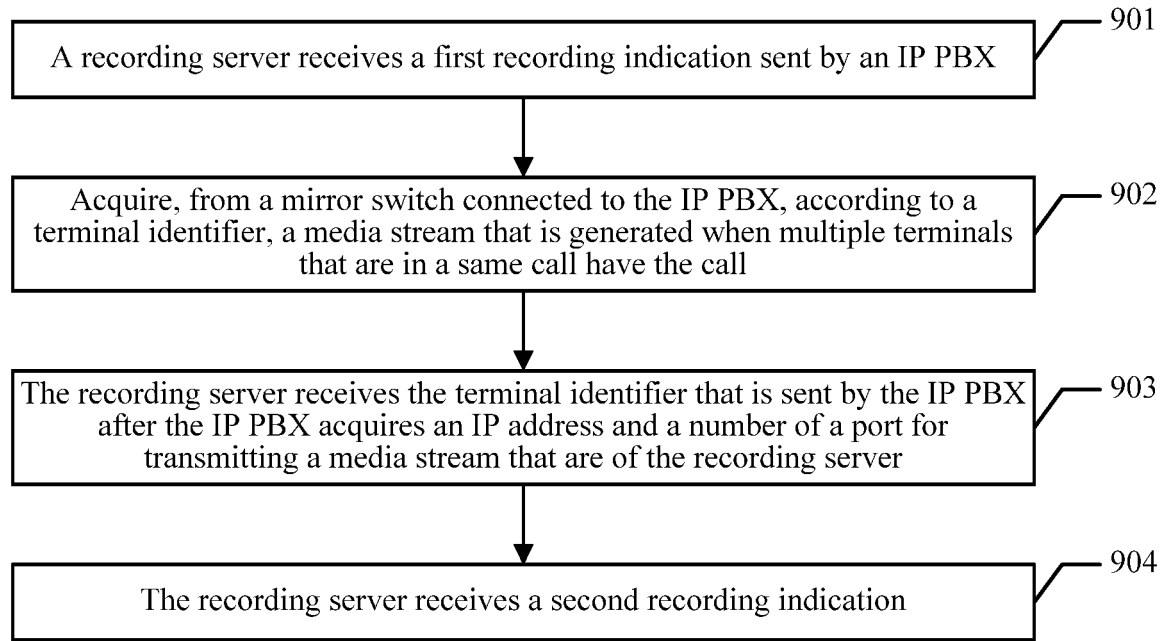 901
A recording server receives a first recording indication sent by an IP PBX
902
Acquire, from a mirror switch connected to the IP PBX, according to a
terminal identifier, a media stream that is generated when multiple terminals
that are in a same call have the call
903
The recording server receives the terminal identifier that is sent by the IP PBX
after the IP PBX acquires an IP address and a number of a port for
transmitting a media stream that are of the recording server
904
The recording server receives a second recording indication